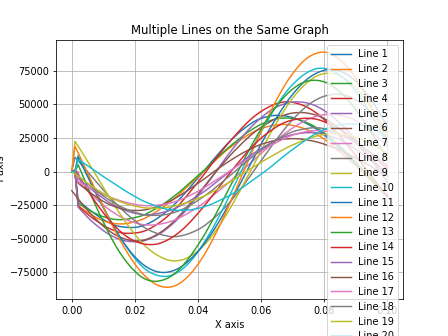 Multiple Lines on the Same Graph
75000
50000
25000
0
−25000
−50000
−75000
0.00
0.02
0.04
0.06
X axis
Line 1
Line 2
Line 3
Line 4
Line 5
Line 6
Line 7
Line 8
Line 9
Line 10
Line 11
Line 12
Line 13
Line 14
Line 15
Line 16
Line 17
Line 18
Line 19